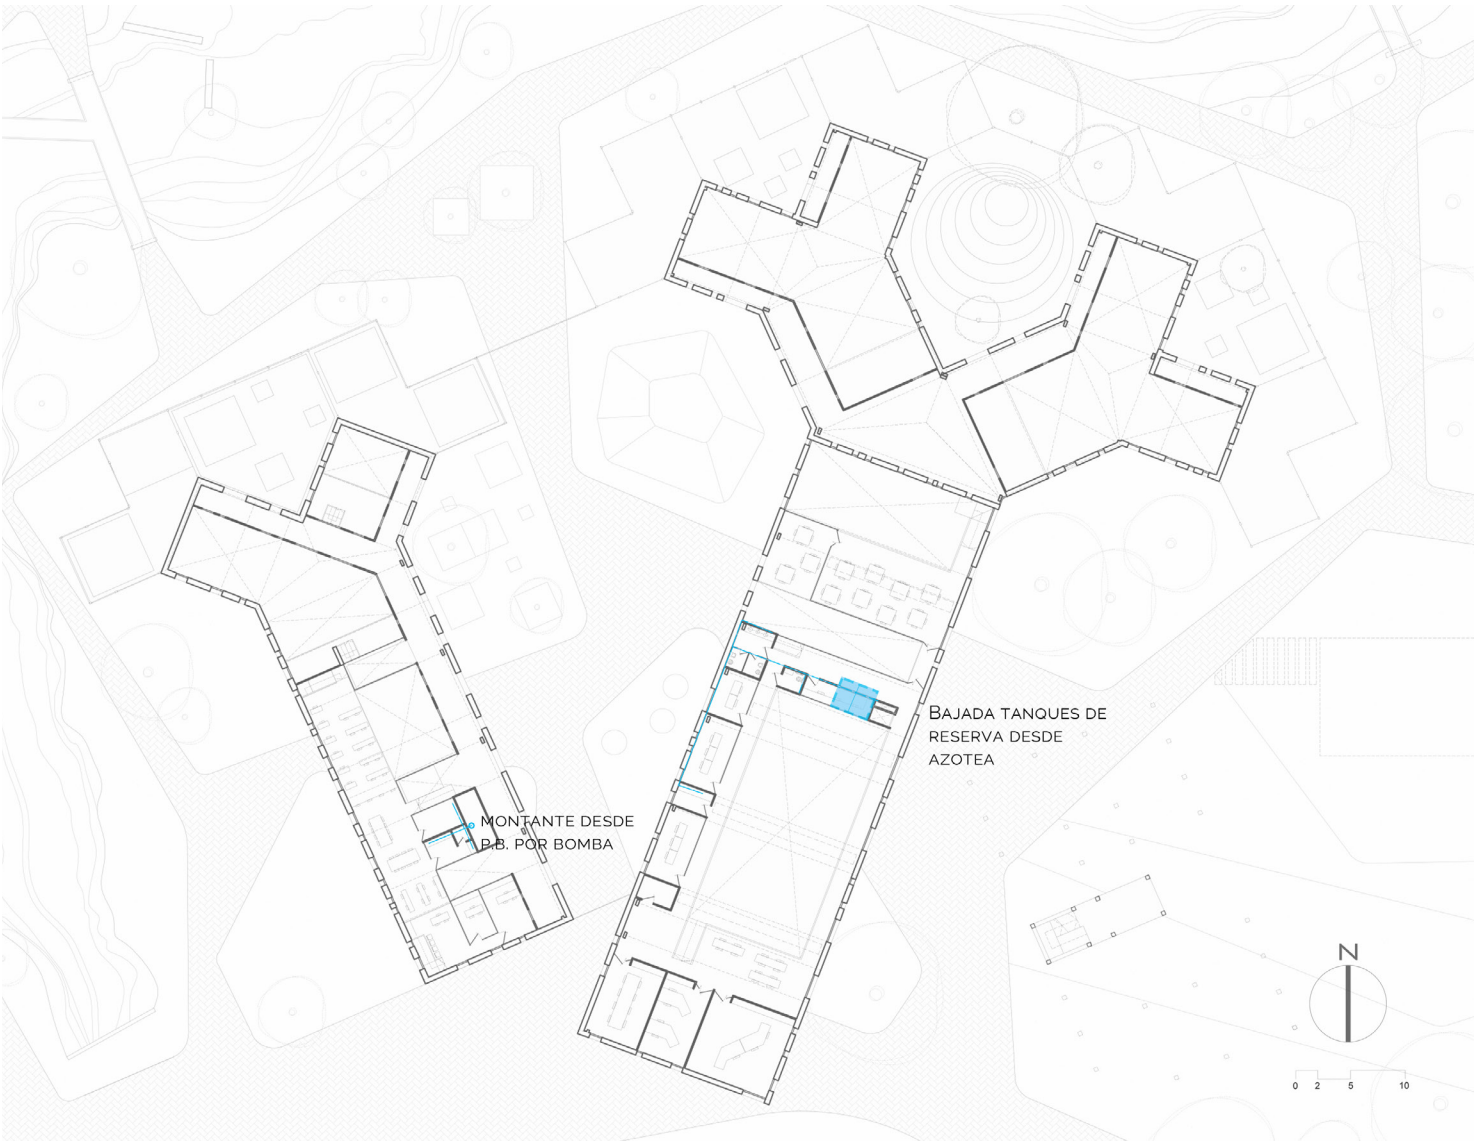 BAJADA TANQUES DE
RESERVA DESDE
AZOTEA
MONTANTE DESDE
P.B. POR BOMBA
N
0 2 5 10